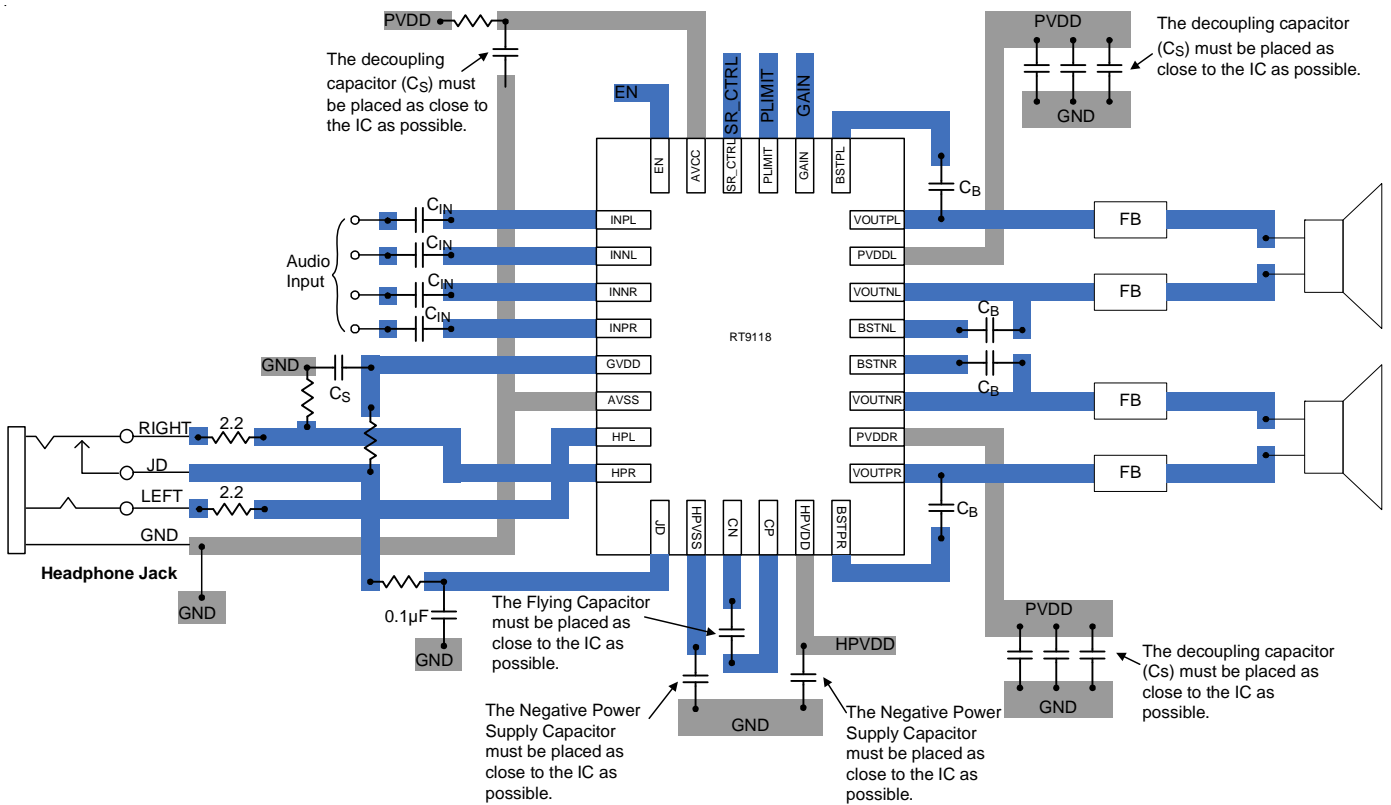 PVDD
The decoupling
capacitor (CS) must
be placed as close to
the IC as possible.
EN
SR_CTRL
PLIMIT
GAIN
PVDD
GND
The decoupling capacitor
(CS) must be placed as
close to the IC as possible.
EN
AVCC
SR_CTRL
PLIMIT
GAIN
BSTPL
CB
Audio
Input
CIN
CIN
CIN
CIN
INPL
INNL
INNR
INPR
GVDD
AVSS
HPL
HPR
RT9118
VOUTPL
PVDDL
VOUTNL
BSTNL
BSTNR
VOUTNR
PVDDR
VOUTPR
CB
CB
CB
FB
FB
FB
FB
GND
CS
RIGHT
2.2
JD
LEFT
2.2
GND
Headphone Jack
GND
JD
HPVSS
CN
CP
HPVDD
BSTPR
0.1µF
GND
The Flying Capacitor
must be placed as
close to the IC as
possible.
HPVDD
GND
The Negative Power
Supply Capacitor
must be placed as
close to the IC as
possible.
The Negative Power
Supply Capacitor
must be placed as
close to the IC as
possible.
PVDD
GND
The decoupling capacitor
(Cs) must be placed as
close to the IC as
possible.